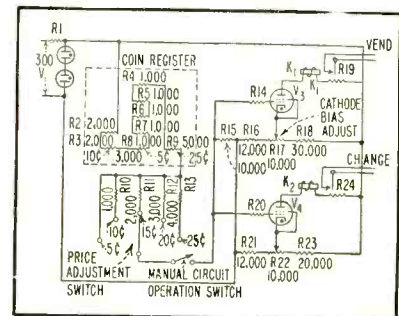 R1
300 V
COIN REGISTER
R4 1,000
R5 1,000
R6 1,000
R7 1,000
R2 2,000
R3 2,000 R8 1,000 R9 5,000
10¢ 3,000 5¢ 25¢
1,000 R10 2,000 R11 3,000 R12 4,000 R13
5¢ 10¢ 15¢ 20¢ 25¢
PRICE ADJUSTMENT SWITCH
MANUAL CIRCUIT OPERATION SWITCH
VEND
K1 K1 R19
R14 V3
CATHODE BIAS ADJUST
R15 R16 R18
12,000 R17 30,000
10,000 10,000
CHANGE
K2 R24
R20 V4
R21 R23
12,000 R22 20,000
10,000